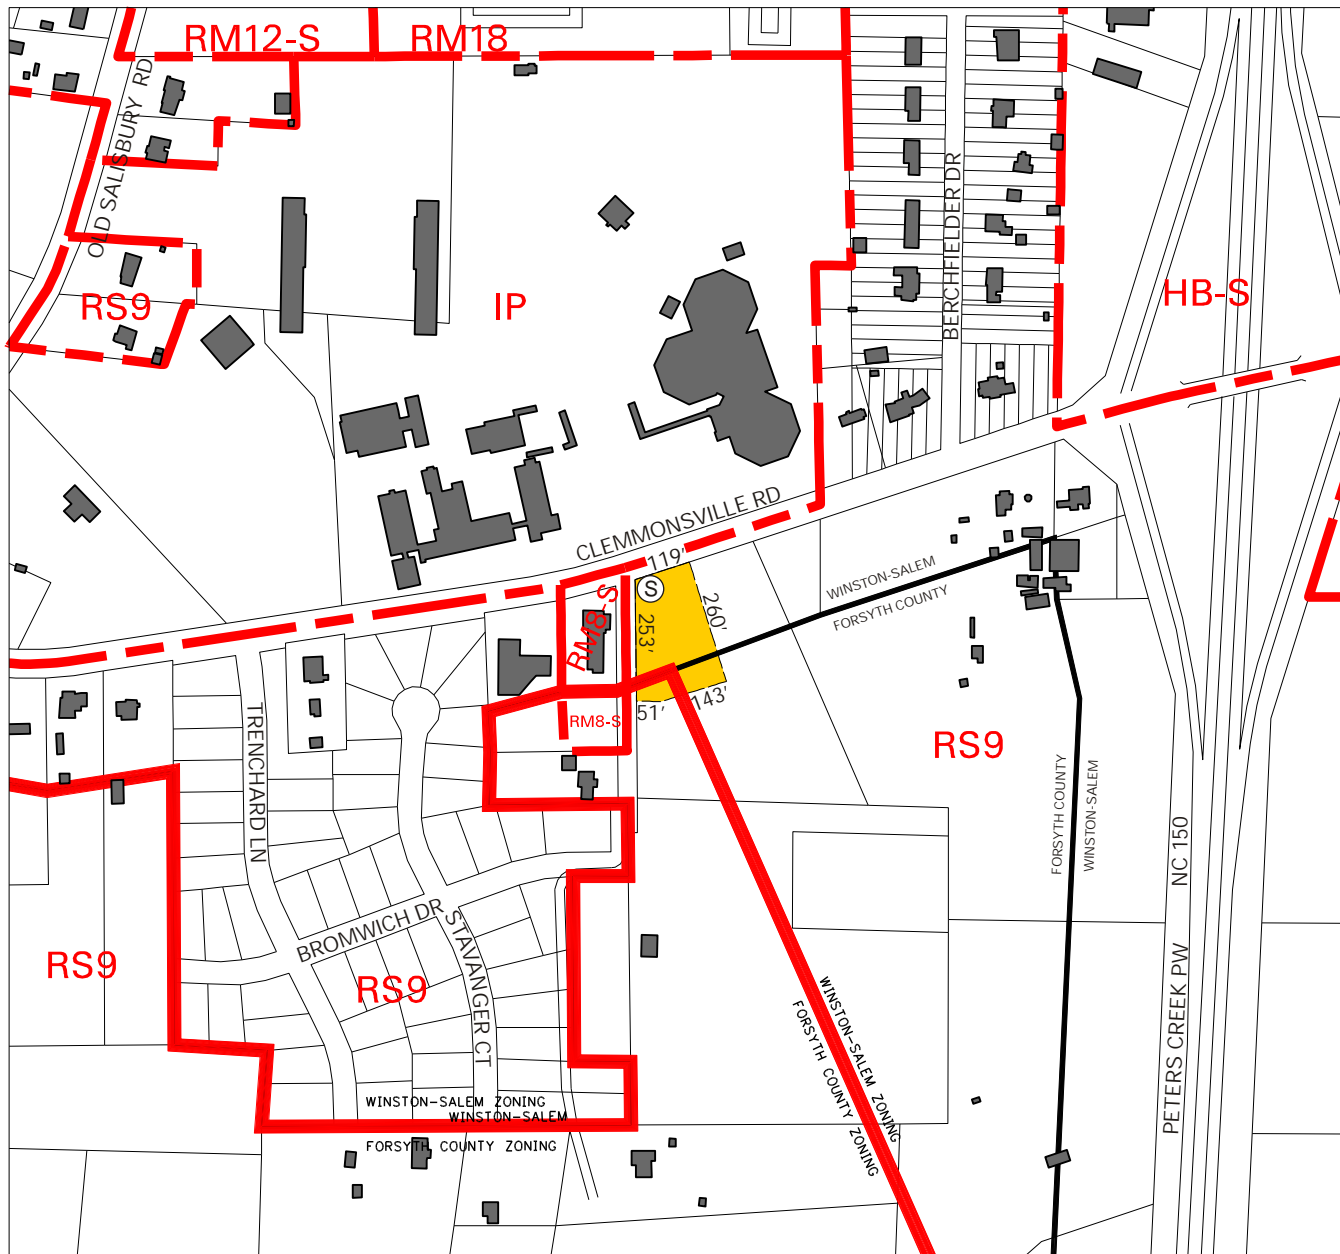 RM12-S
RM18
OLD SALISBURY RD
BERCHFIELDER DR
RS9
IP
HB-S
CLEMMONSVILLE RD
119'
S
RM8-S
253'
260'
WINSTON-SALEM
FORSYTH COUNTY
51'
143'
RM8-S
RS9
TRENCHARD LN
FORSYTH COUNTY
WINSTON-SALEM
NC 150
PETERS CREEK PW
BROMWICH DR
STAVANGER CT
RS9
RS9
WINSTON-SALEM ZONING
FORSYTH COUNTY ZONING
WINSTON-SALEM ZONING
WINSTON-SALEM
FORSYTH COUNTY ZONING